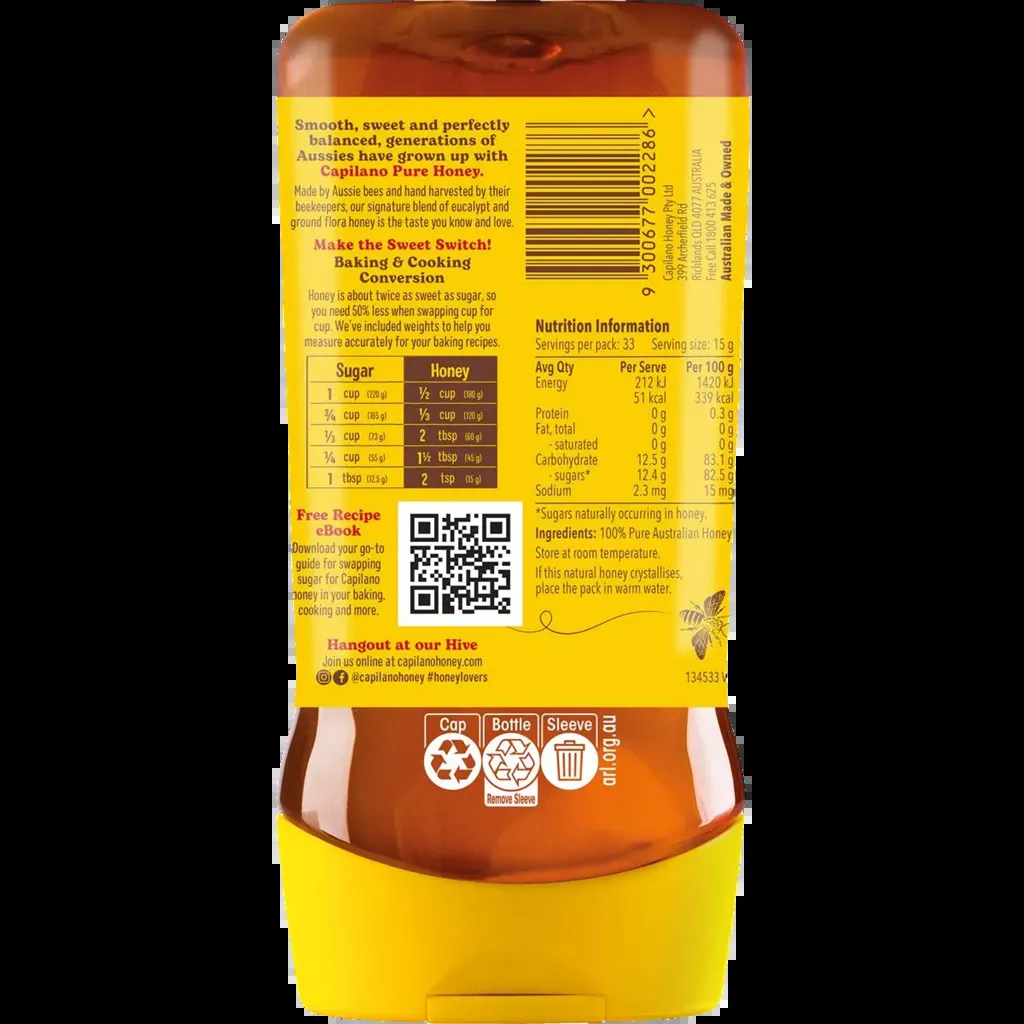 Smooth, sweet and perfectly
balanced, generations of
Aussies have grown up with
Capilano Pure Honey.
Made by Aussie bees and hand harvested by their
beekeepers, our signature blend of eucalypt and
ground flora honey is the taste you know and love.
Make the Sweet Switch!
Baking & Cooking
Conversion
Honey is about twice as sweet as sugar, so
you need 50% less when swapping cup for
cup. We've included weights to help you
measure accurately for your baking recipes.
Sugar Honey
1 cup (220 g) ½ cup (180 g)
¾ cup (165 g) ⅓ cup (120 g)
⅓ cup (73 g) 2 tbsp (60 g)
¼ cup (55 g) 1½ tbsp (45 g)
1 tbsp (12.5 g) 2 tsp (15 g)
Free Recipe
eBook
Download your go-to
guide for swapping
sugar for Capilano
honey in your baking,
cooking and more.
Hangout at our Hive
Join us online at capilanohoney.com
@capilanohoney #honeylovers
9 300677 002286 >
Capilano Honey Pty Ltd
399 Archerfield Rd
Richlands QLD 4077 AUSTRALIA
Free Call 1800 413 625
Australian Made & Owned
Nutrition Information
Servings per pack: 33 Serving size: 15 g
Avg Qty Per Serve Per 100 g
Energy 212 kJ 1420 kJ
51 kcal 339 kcal
Protein 0 g 0.3 g
Fat, total 0 g 0 g
- saturated 0 g 0 g
Carbohydrate 12.5 g 83.1 g
- sugars* 12.4 g 82.5 g
Sodium 2.3 mg 15 mg
*Sugars naturally occurring in honey.
Ingredients: 100% Pure Australian Honey
Store at room temperature.
If this natural honey crystallises,
place the pack in warm water.
134533 V
Cap Bottle Sleeve
Remove Sleeve
arl.org.au